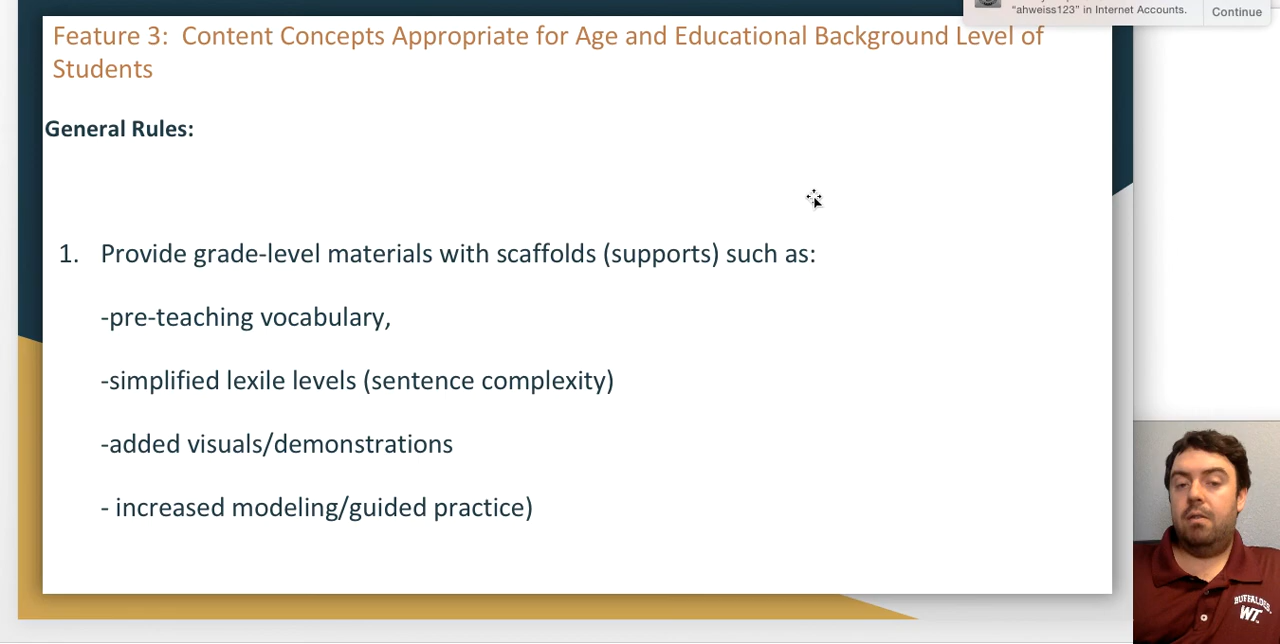 “ahweiss123” in Internet Accounts.
Continue
Feature 3:  Content Concepts Appropriate for Age and Educational Background Level of
Students
General Rules:
1. Provide grade-level materials with scaffolds (supports) such as:
-pre-teaching vocabulary,
-simplified lexile levels (sentence complexity)
-added visuals/demonstrations
- increased modeling/guided practice)
BUFFALOES
WT